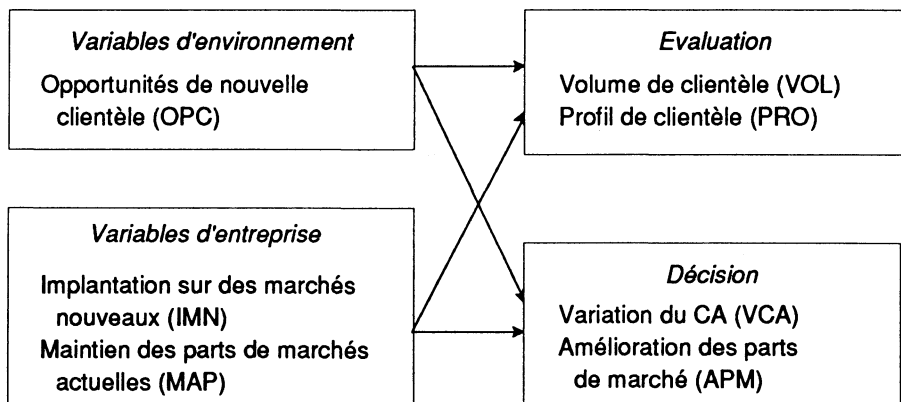 Variables d'environnement
Opportunités de nouvelle
clientèle (OPC)
Evaluation
Volume de clientèle (VOL)
Profil de clientèle (PRO)
Variables d'entreprise
Implantation sur des marchés
nouveaux (IMN)
Maintien des parts de marchés
actuelles (MAP)
Décision
Variation du CA (VCA)
Amélioration des parts
de marché (APM)